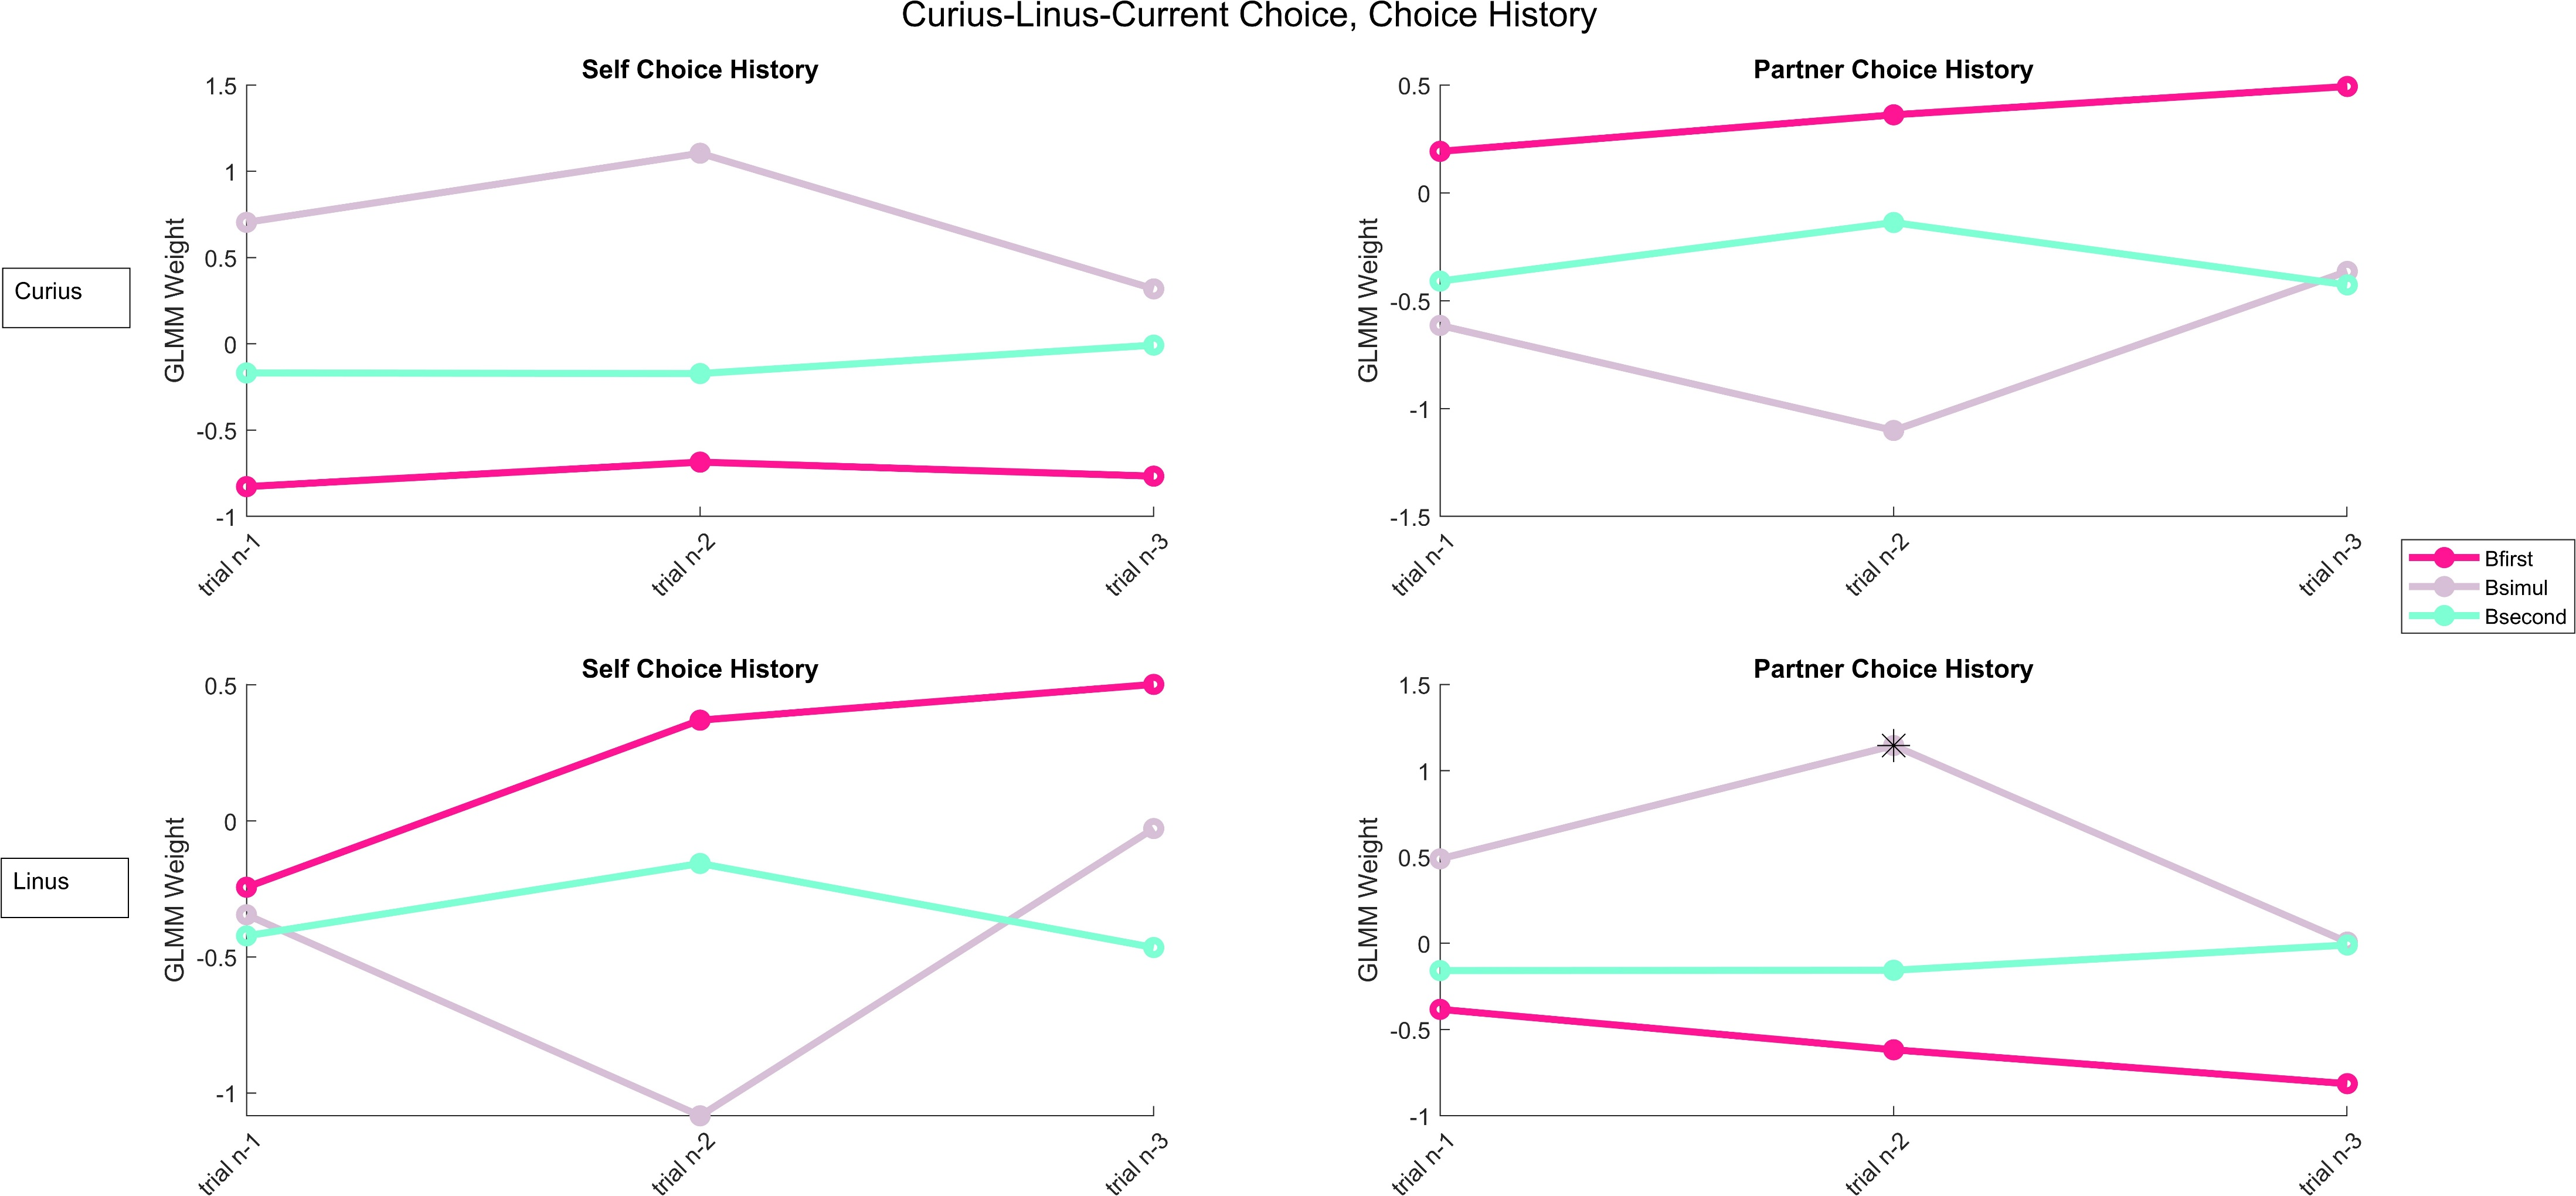 Curius-Linus-Current Choice, Choice History
Self Choice History
1.5
1
0.5
0
-0.5
-1
GLMM Weight
trial n-1
trial n-2
trial n-3
Curius
Partner Choice History
0.5
0
-0.5
-1
-1.5
GLMM Weight
trial n-1
trial n-2
trial n-3
Bfirst
Bsimul
Bsecond
Self Choice History
0.5
0
-0.5
-1
GLMM Weight
trial n-1
trial n-2
trial n-3
Linus
Partner Choice History
1.5
1
0.5
0
-0.5
-1
GLMM Weight
trial n-1
trial n-2
trial n-3